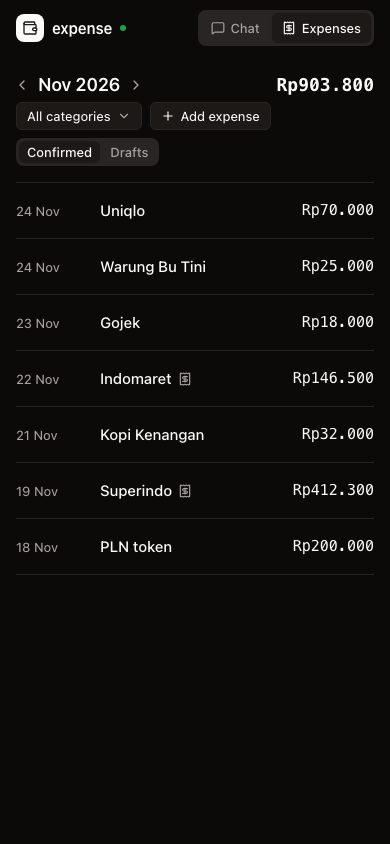 expense
Chat
Expenses
Nov 2026
Rp903.800
All categories
Add expense
Confirmed
Drafts
24 Nov Uniqlo Rp70.000
24 Nov Warung Bu Tini Rp25.000
23 Nov Gojek Rp18.000
22 Nov Indomaret Rp146.500
21 Nov Kopi Kenangan Rp32.000
19 Nov Superindo Rp412.300
18 Nov PLN token Rp200.000